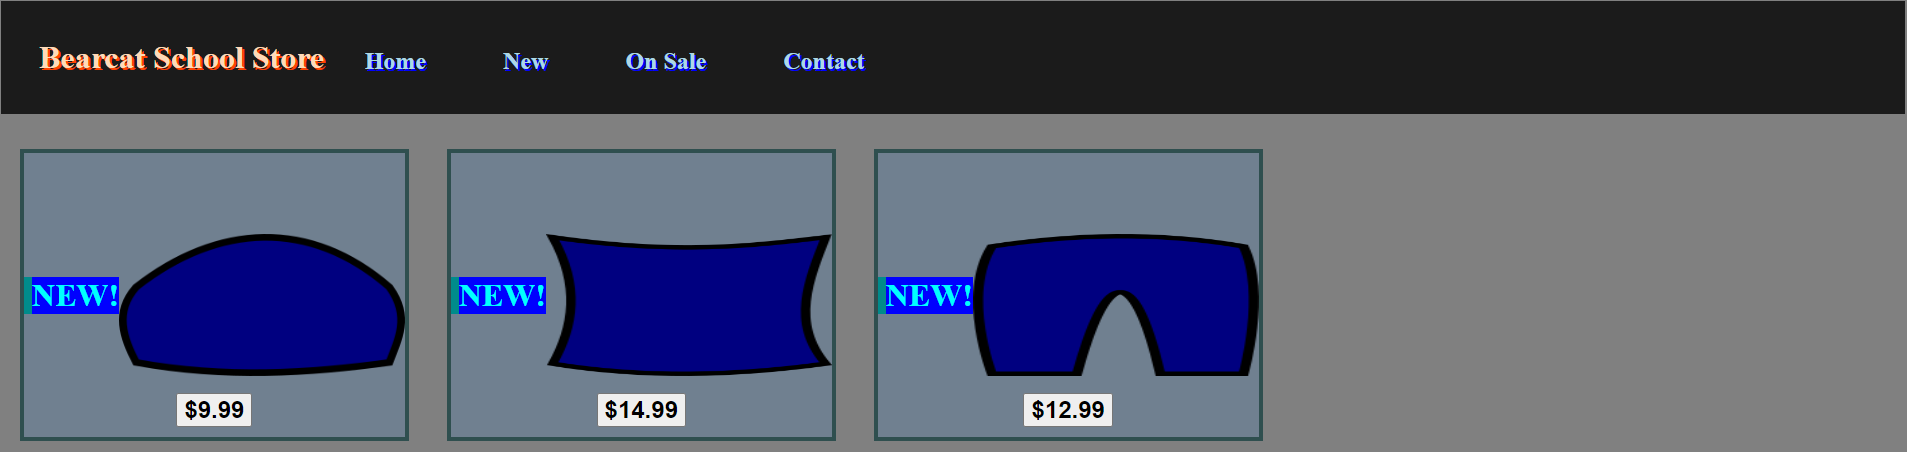 Bearcat School Store Home New On Sale Contact
NEW! NEW! NEW!
$9.99 $14.99 $12.99